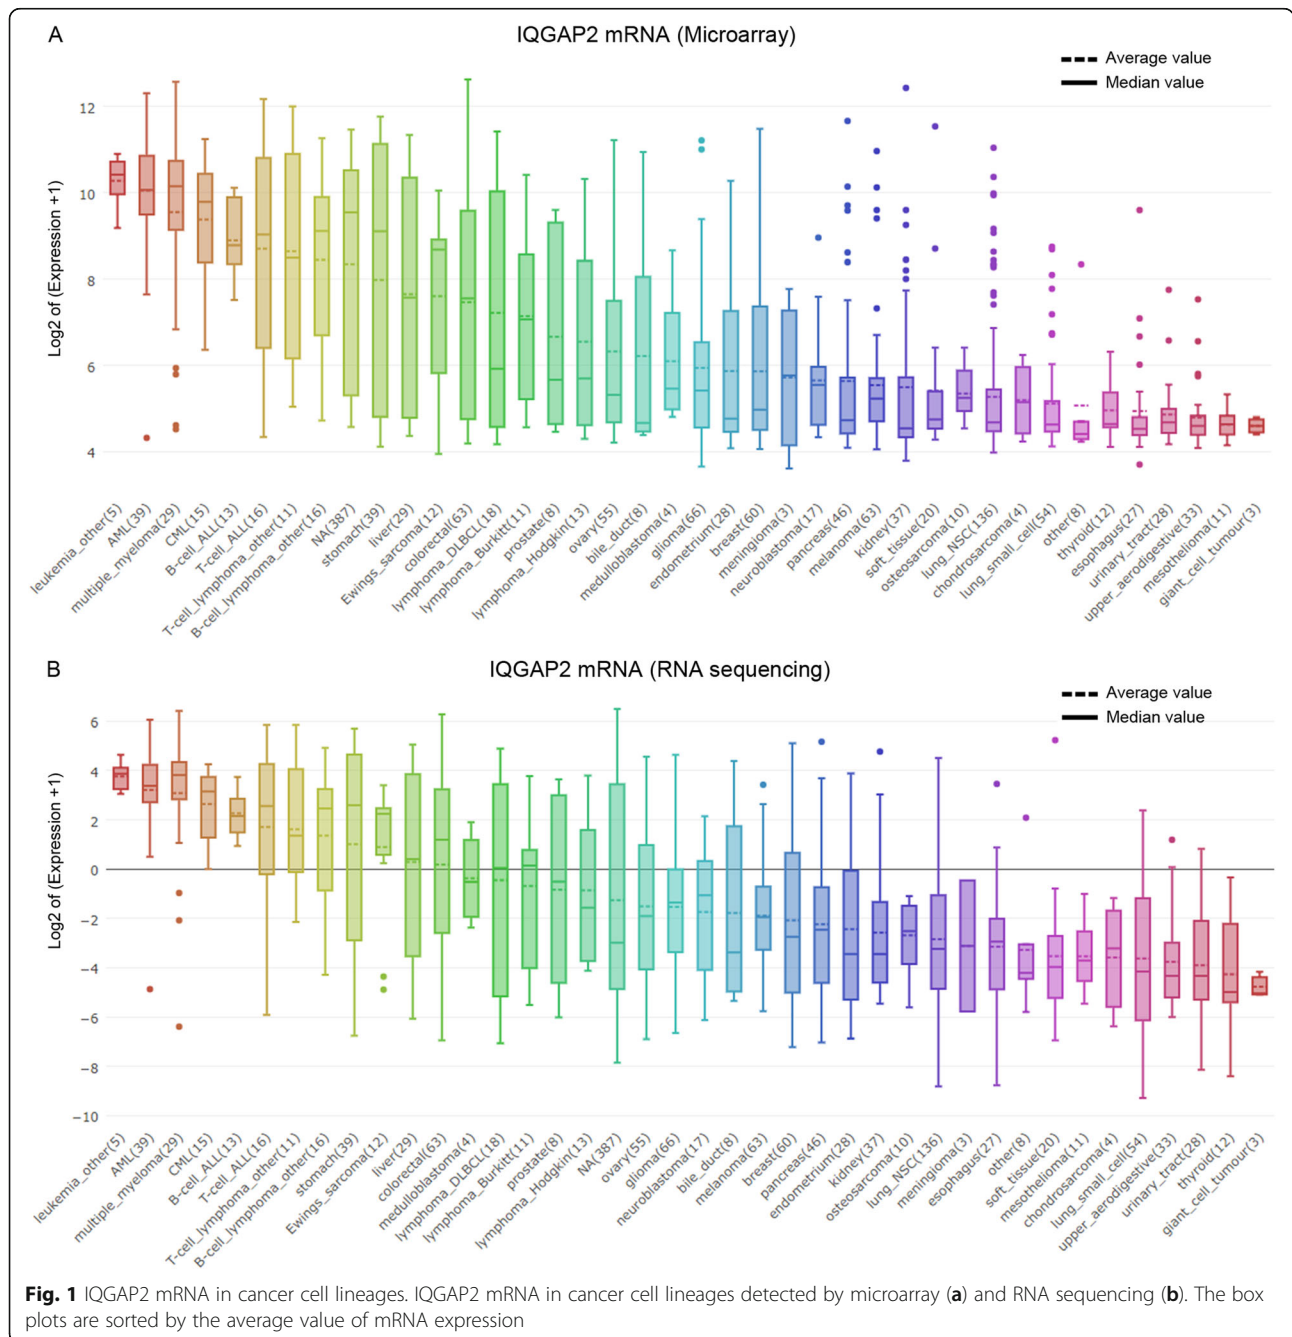 A
IQGAP2 mRNA (Microarray)
Average value
Median value
Log2 of (Expression +1)
12
10
8
6
4
leukemia_other(5)
AML(39)
multiple_myeloma(29)
CML(15)
B-cell_ALL(13)
T-cell_ALL(16)
T-cell_lymphoma_other(11)
B-cell_lymphoma_other(16)
NA(387)
stomach(39)
liver(29)
Ewings_sarcoma(12)
colorectal(63)
lymphoma_DLBCL(18)
lymphoma_Burkitt(11)
prostate(8)
lymphoma_Hodgkin(13)
ovary(55)
bile_duct(8)
medulloblastoma(4)
glioma(66)
endometrium(28)
breast(60)
meningioma(3)
neuroblastoma(17)
pancreas(46)
melanoma(63)
kidney(37)
soft_tissue(20)
osteosarcoma(10)
lung_NSC(136)
chondrosarcoma(4)
lung_small_cell(54)
other(8)
thyroid(12)
esophagus(27)
urinary_tract(28)
upper_aerodigestive(33)
mesothelioma(11)
giant_cell_tumour(3)
B
IQGAP2 mRNA (RNA sequencing)
Average value
Median value
Log2 of (Expression +1)
6
4
2
0
−2
−4
−6
−8
−10
leukemia_other(5)
AML(39)
multiple_myeloma(29)
CML(15)
B-cell_ALL(13)
T-cell_ALL(16)
T-cell_lymphoma_other(11)
B-cell_lymphoma_other(16)
stomach(39)
Ewings_sarcoma(12)
liver(29)
colorectal(63)
medulloblastoma(4)
lymphoma_DLBCL(18)
lymphoma_Burkitt(11)
prostate(8)
lymphoma_Hodgkin(13)
NA(387)
ovary(55)
glioma(66)
neuroblastoma(17)
bile_duct(8)
melanoma(63)
breast(60)
pancreas(46)
endometrium(28)
kidney(37)
osteosarcoma(10)
lung_NSC(136)
meningioma(3)
esophagus(27)
other(8)
soft_tissue(20)
mesothelioma(11)
chondrosarcoma(4)
lung_small_cell(54)
upper_aerodigestive(33)
urinary_tract(28)
thyroid(12)
giant_cell_tumour(3)
Fig. 1 IQGAP2 mRNA in cancer cell lineages. IQGAP2 mRNA in cancer cell lineages detected by microarray (a) and RNA sequencing (b). The box
plots are sorted by the average value of mRNA expression